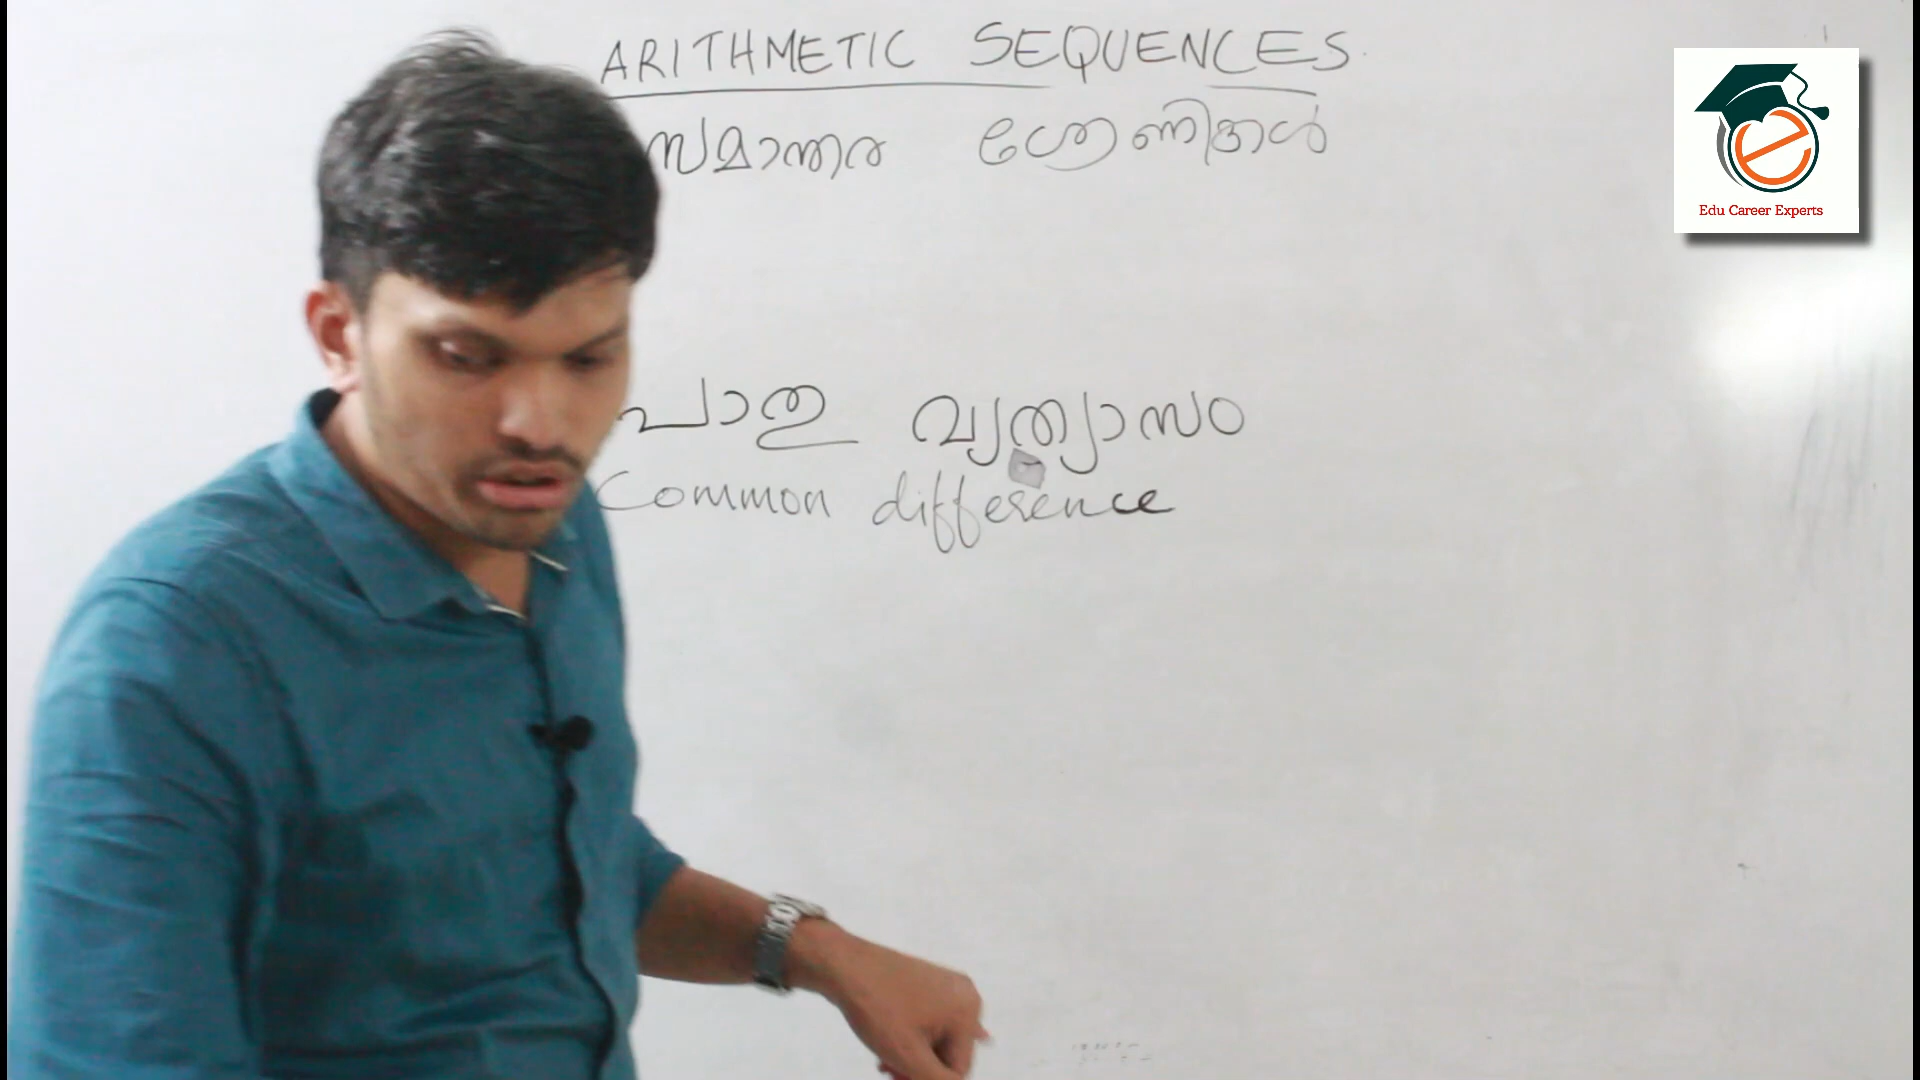 ARITHMETIC SEQUENCES
സമാന്തര ശ്രേണികൾ
പൊതു വ്യത്യാസം
Common difference
Edu Career Experts